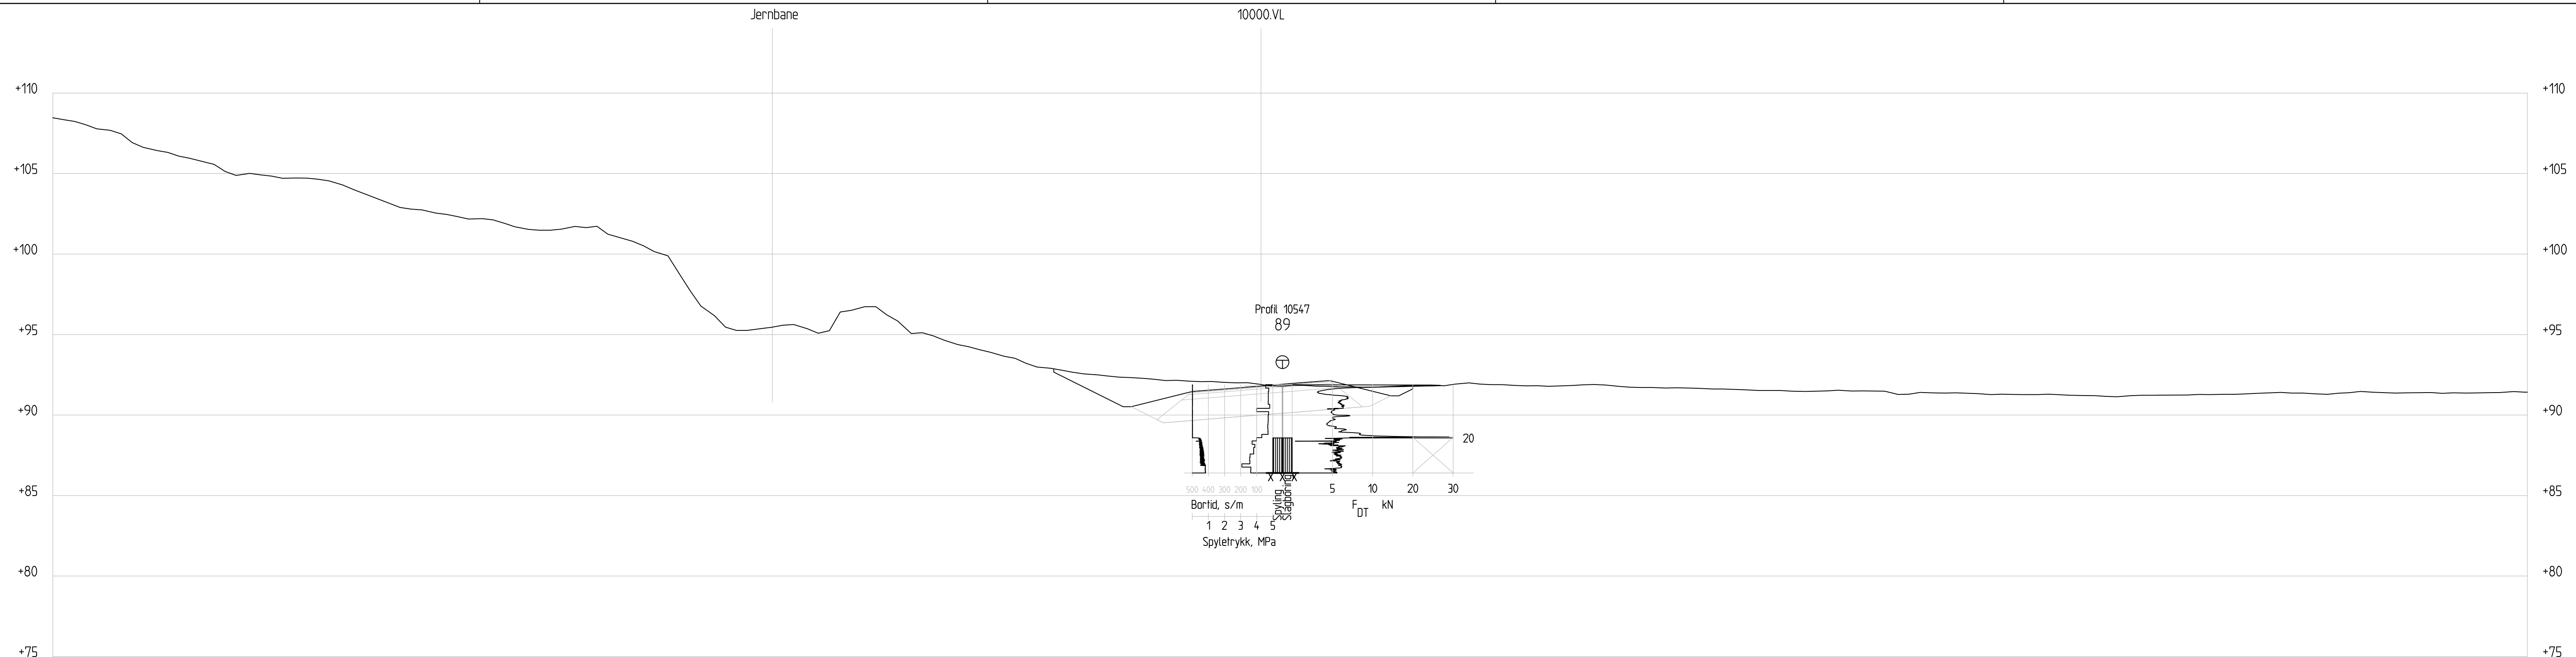 Jernbane 10000.VL
+110 +110
+105 +105
+100 +100
Profil 10547
89
+95 +95
+90 +90
20
500 400 300 200 100 5 10 20 30
+85 +85
Bortid, s/m F DT kN
Spyling
Slagboring
1 2 3 4 5
Spyletrykk, MPa
+80 +80
+75 +75